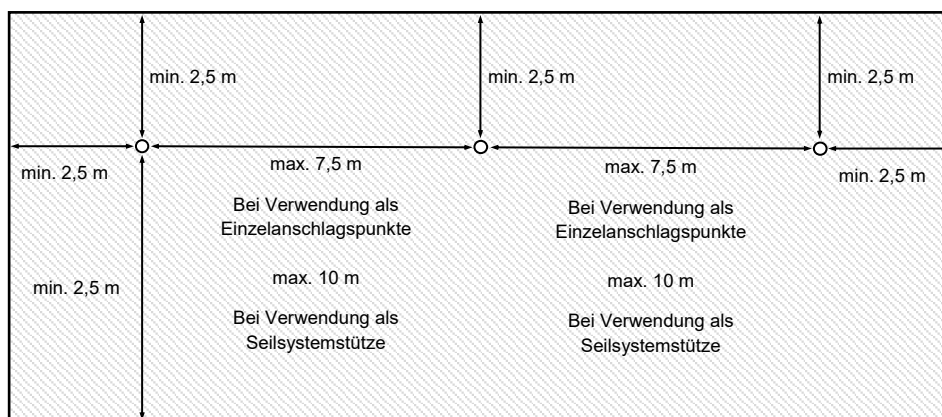 min. 2,5 m
min. 2,5 m
min. 2,5 m
min. 2,5 m
max. 7,5 m
max. 7,5 m
min. 2,5 m
Bei Verwendung als
Einzelanschlagspunkte
Bei Verwendung als
Einzelanschlagspunkte
min. 2,5 m
max. 10 m
max. 10 m
Bei Verwendung als
Seilsystemstütze
Bei Verwendung als
Seilsystemstütze